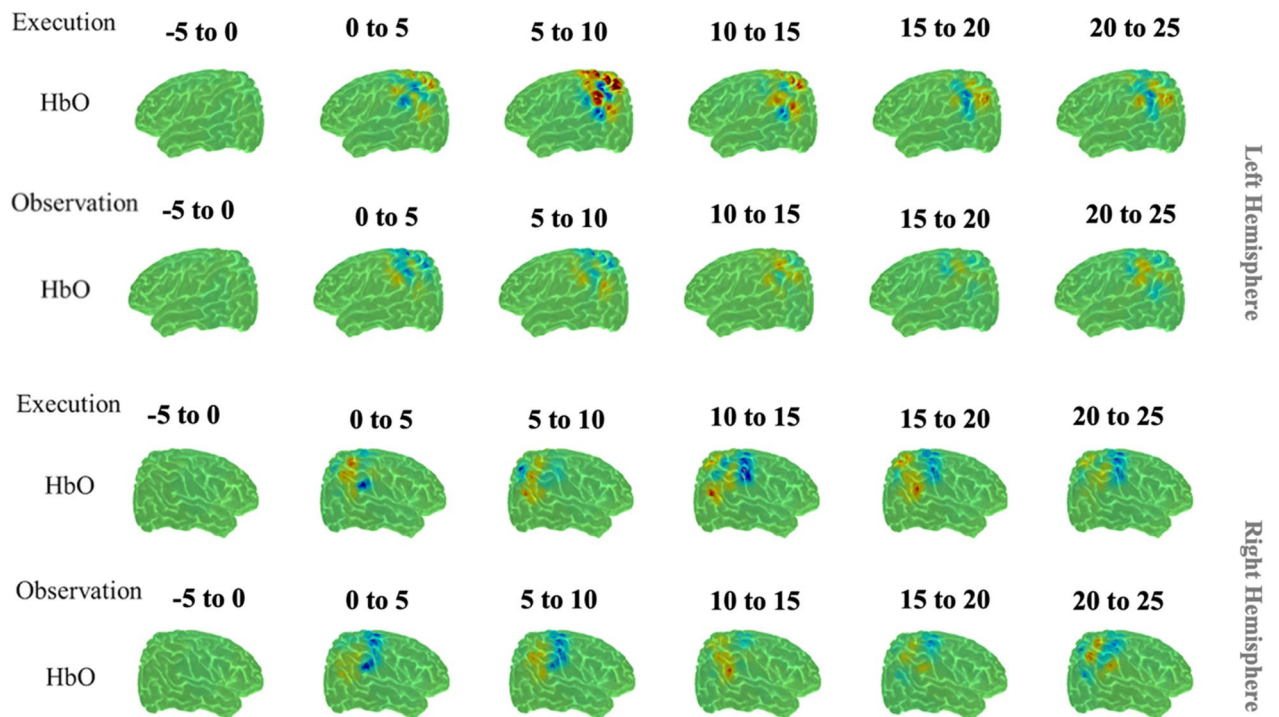 Execution
-5 to 0 0 to 5 5 to 10 10 to 15 15 to 20 20 to 25
HbO
Observation
-5 to 0 0 to 5 5 to 10 10 to 15 15 to 20 20 to 25
HbO
Left Hemisphere
Execution
-5 to 0 0 to 5 5 to 10 10 to 15 15 to 20 20 to 25
HbO
Observation
-5 to 0 0 to 5 5 to 10 10 to 15 15 to 20 20 to 25
HbO
Right Hemisphere